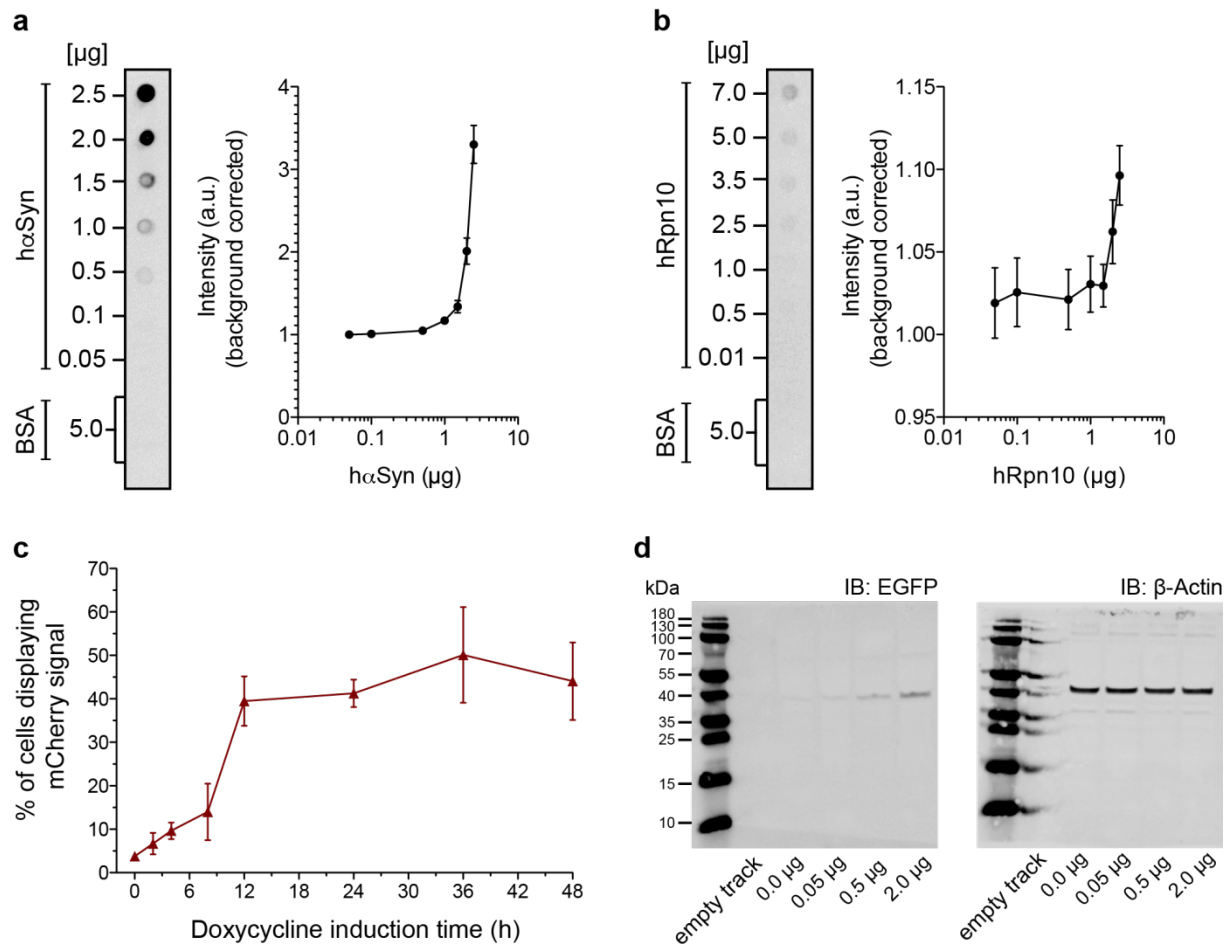 a
[µg]
hαSyn
2.5
2.0
1.5
1.0
0.5
0.1
0.05
BSA
5.0
Intensity (a.u.)
(background corrected)
4
3
2
1
0
0.01
0.1
1
10
hαSyn (µg)
b
[µg]
hRpn10
7.0
5.0
3.5
2.5
1.0
0.5
0.01
BSA
5.0
Intensity (a.u.)
(background corrected)
1.15
1.10
1.05
1.00
0.95
0.01
0.1
1
10
hRpn10 (µg)
c
% of cells displaying
mCherry signal
70
60
50
40
30
20
10
0
0
6
12
18
24
30
36
42
48
Doxycycline induction time (h)
d
kDa
IB: EGFP
180
130
100
70
55
40
35
25
15
10
empty track
0.0 µg
0.05 µg
0.5 µg
2.0 µg
IB: β-Actin
empty track
0.0 µg
0.05 µg
0.5 µg
2.0 µg